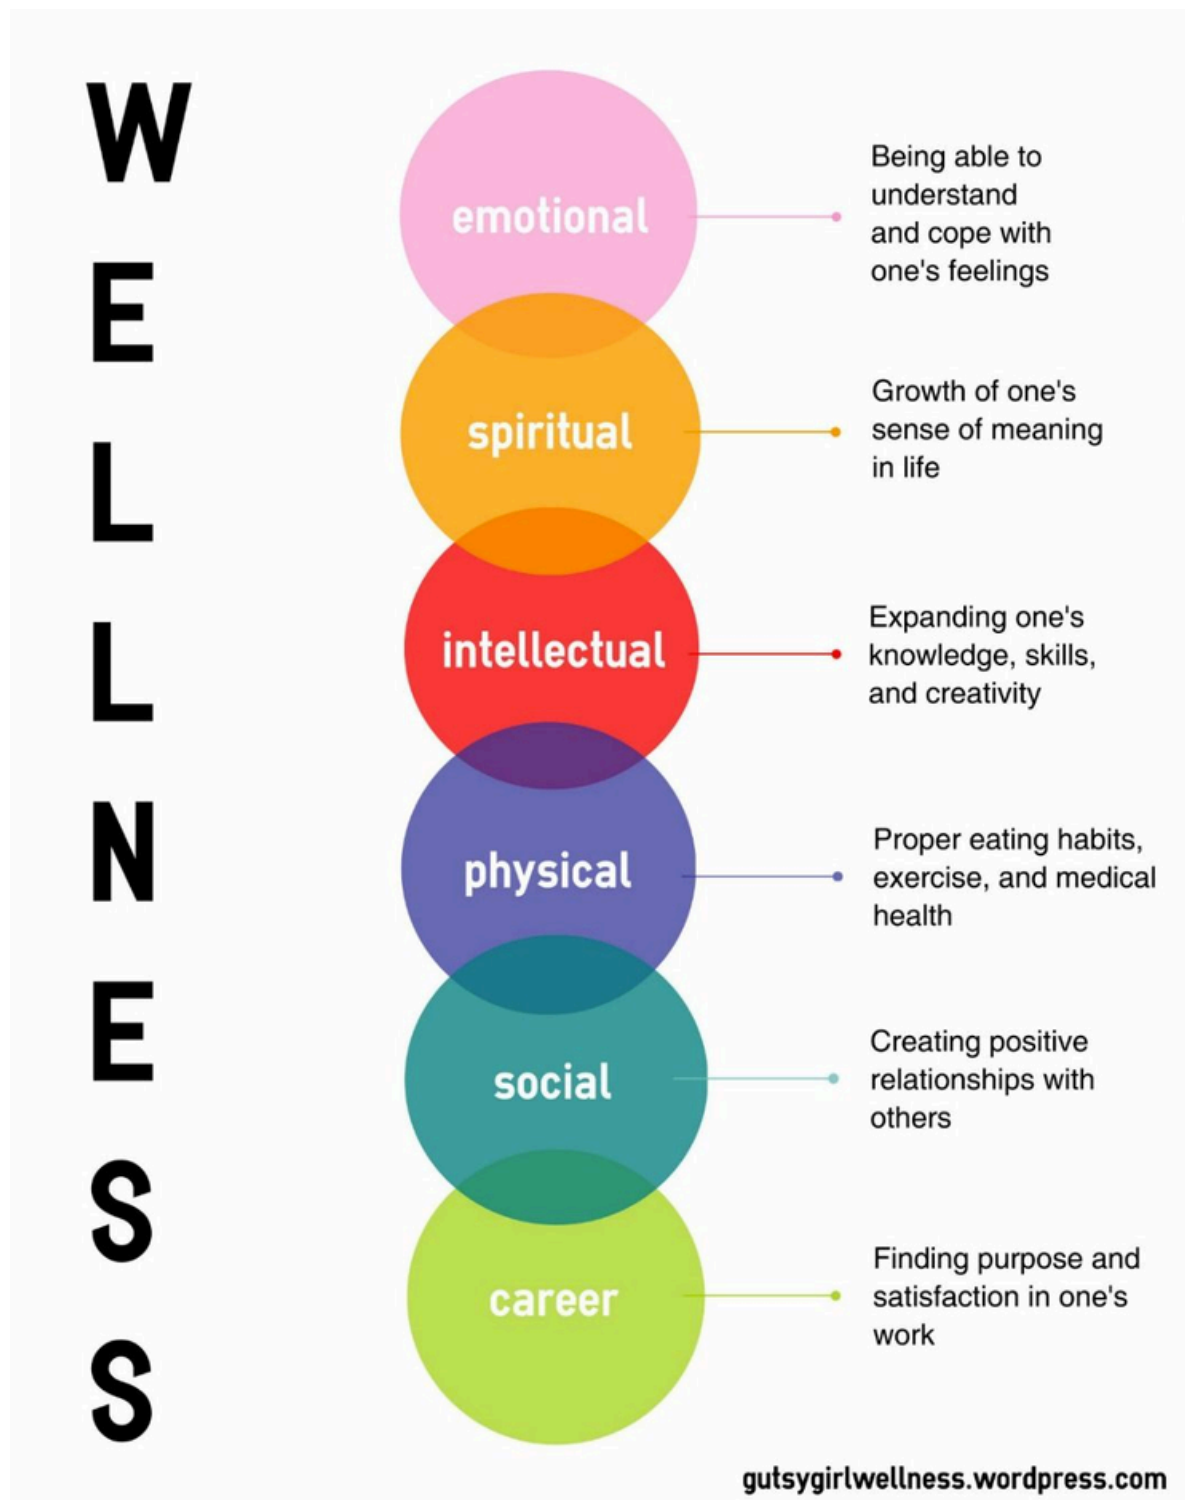 WELLNESS
emotional
Being able to
understand
and cope with
one's feelings
spiritual
Growth of one's
sense of meaning
in life
intellectual
Expanding one's
knowledge, skills,
and creativity
physical
Proper eating habits,
exercise, and medical
health
social
Creating positive
relationships with
others
career
Finding purpose and
satisfaction in one's
work
gutsygirlwellness.wordpress.com